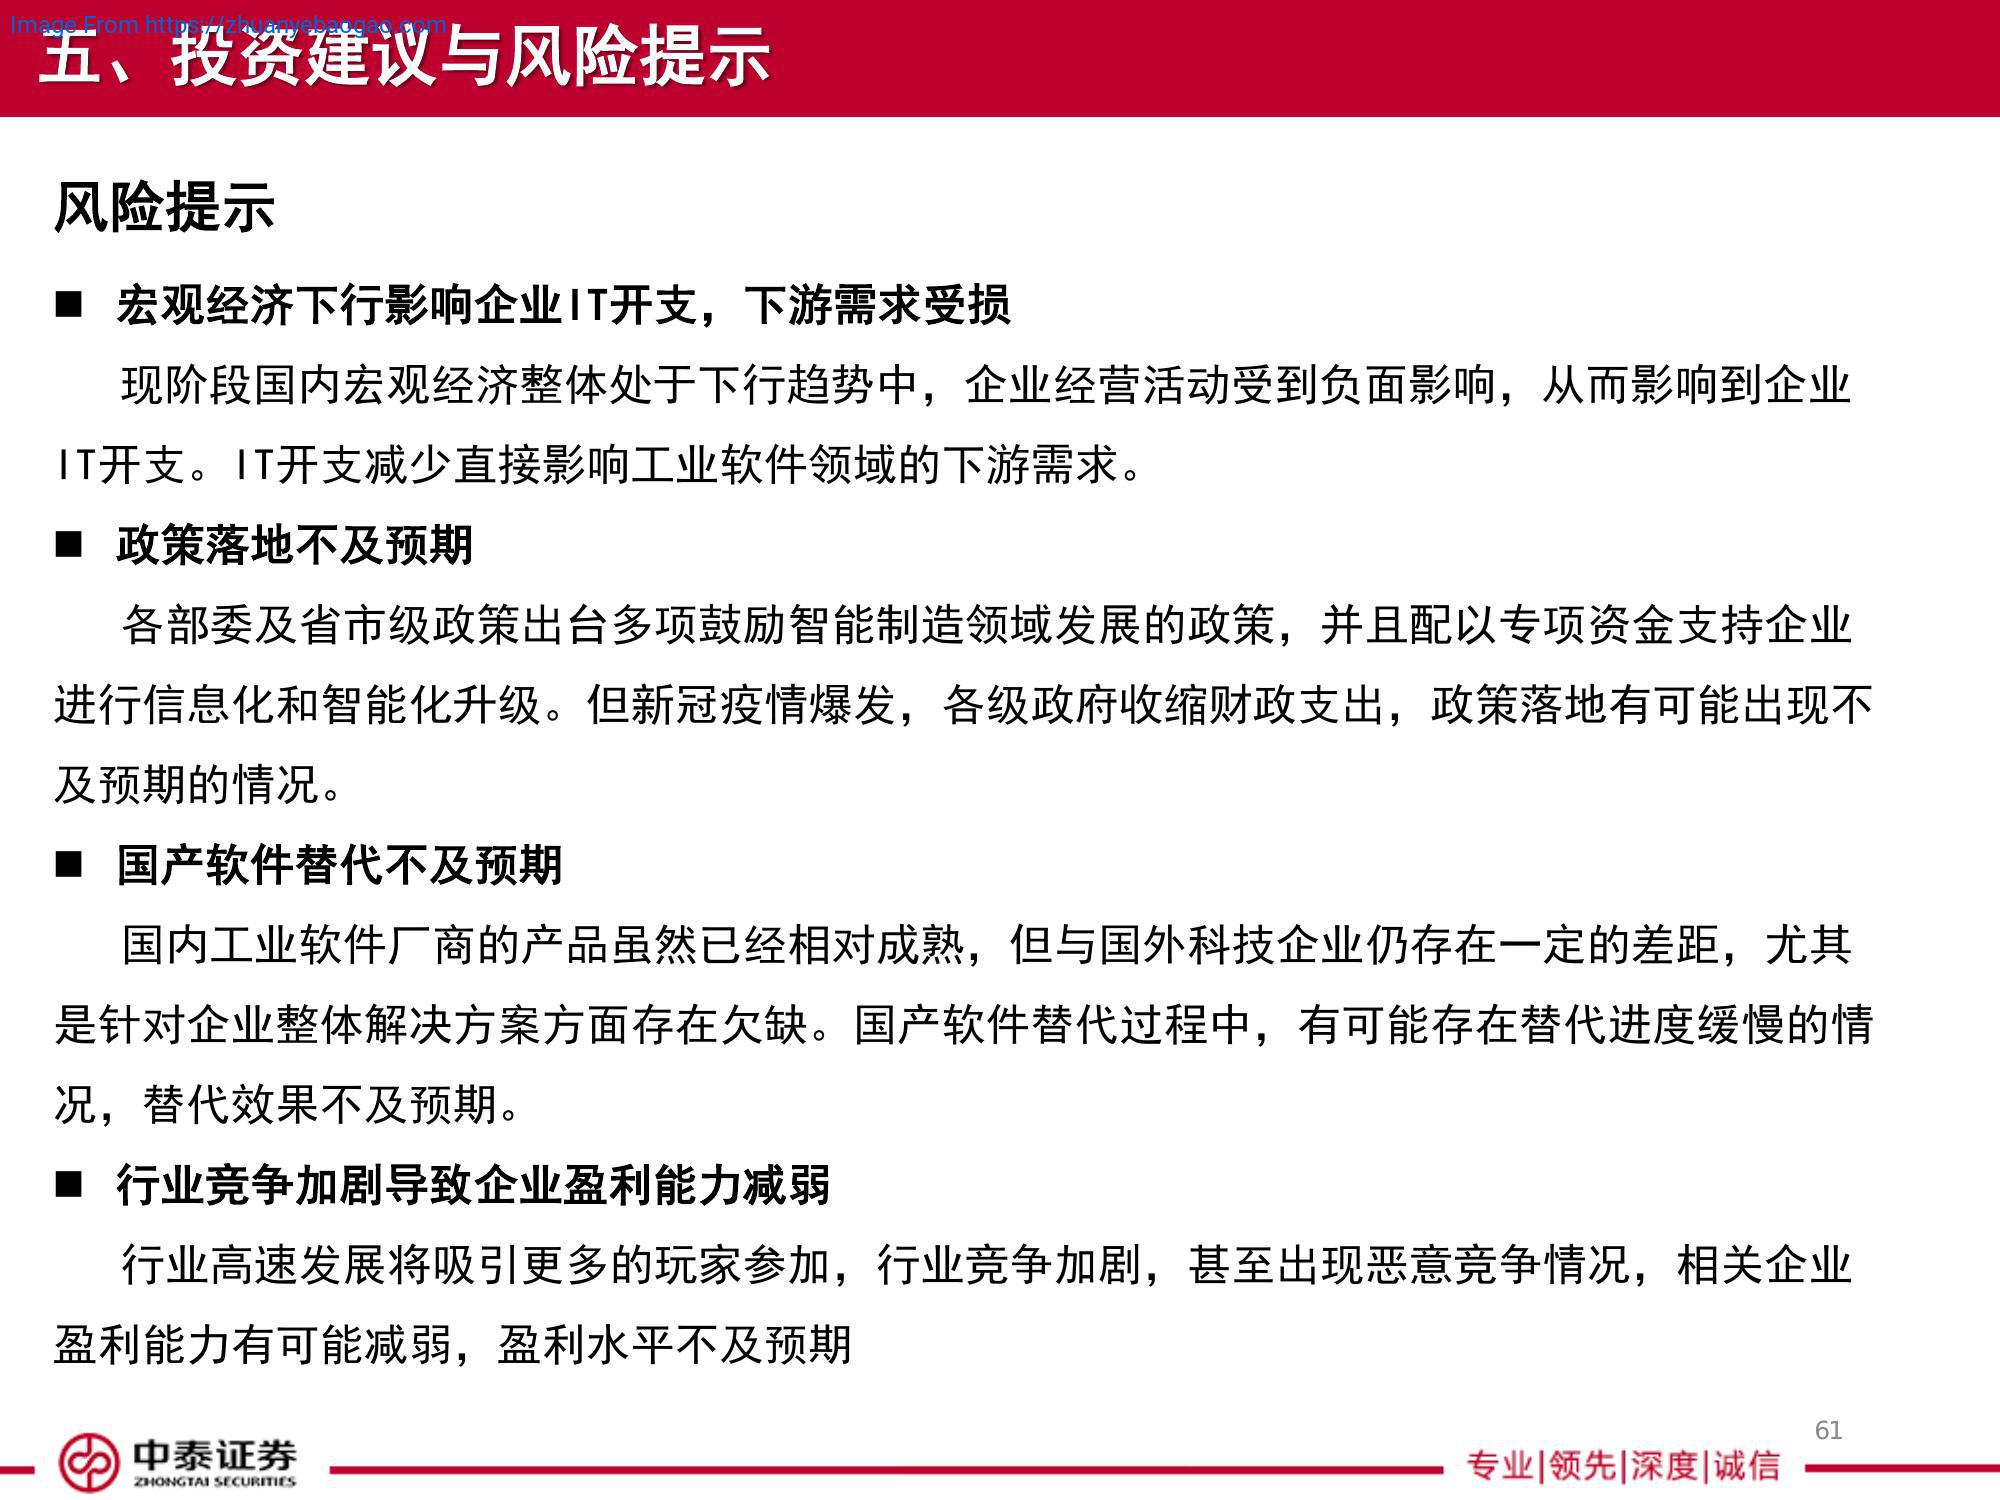 Image From https://zhuanyebaogao.com
五、投资建议与风险提示
风险提示
■ 宏观经济下行影响企业IT开支，下游需求受损
现阶段国内宏观经济整体处于下行趋势中，企业经营活动受到负面影响，从而影响到企业
IT开支。IT开支减少直接影响工业软件领域的下游需求。
■ 政策落地不及预期
各部委及省市级政策出台多项鼓励智能制造领域发展的政策，并且配以专项资金支持企业
进行信息化和智能化升级。但新冠疫情爆发，各级政府收缩财政支出，政策落地有可能出现不
及预期的情况。
■ 国产软件替代不及预期
国内工业软件厂商的产品虽然已经相对成熟，但与国外科技企业仍存在一定的差距，尤其
是针对企业整体解决方案方面存在欠缺。国产软件替代过程中，有可能存在替代进度缓慢的情
况，替代效果不及预期。
■ 行业竞争加剧导致企业盈利能力减弱
行业高速发展将吸引更多的玩家参加，行业竞争加剧，甚至出现恶意竞争情况，相关企业
盈利能力有可能减弱，盈利水平不及预期
61
中泰证券
ZHONGTAI SECURITIES
专业|领先|深度|诚信